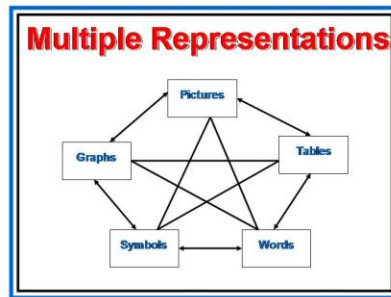 Multiple Representations
Pictures
Graphs
Tables
Symbols
Words